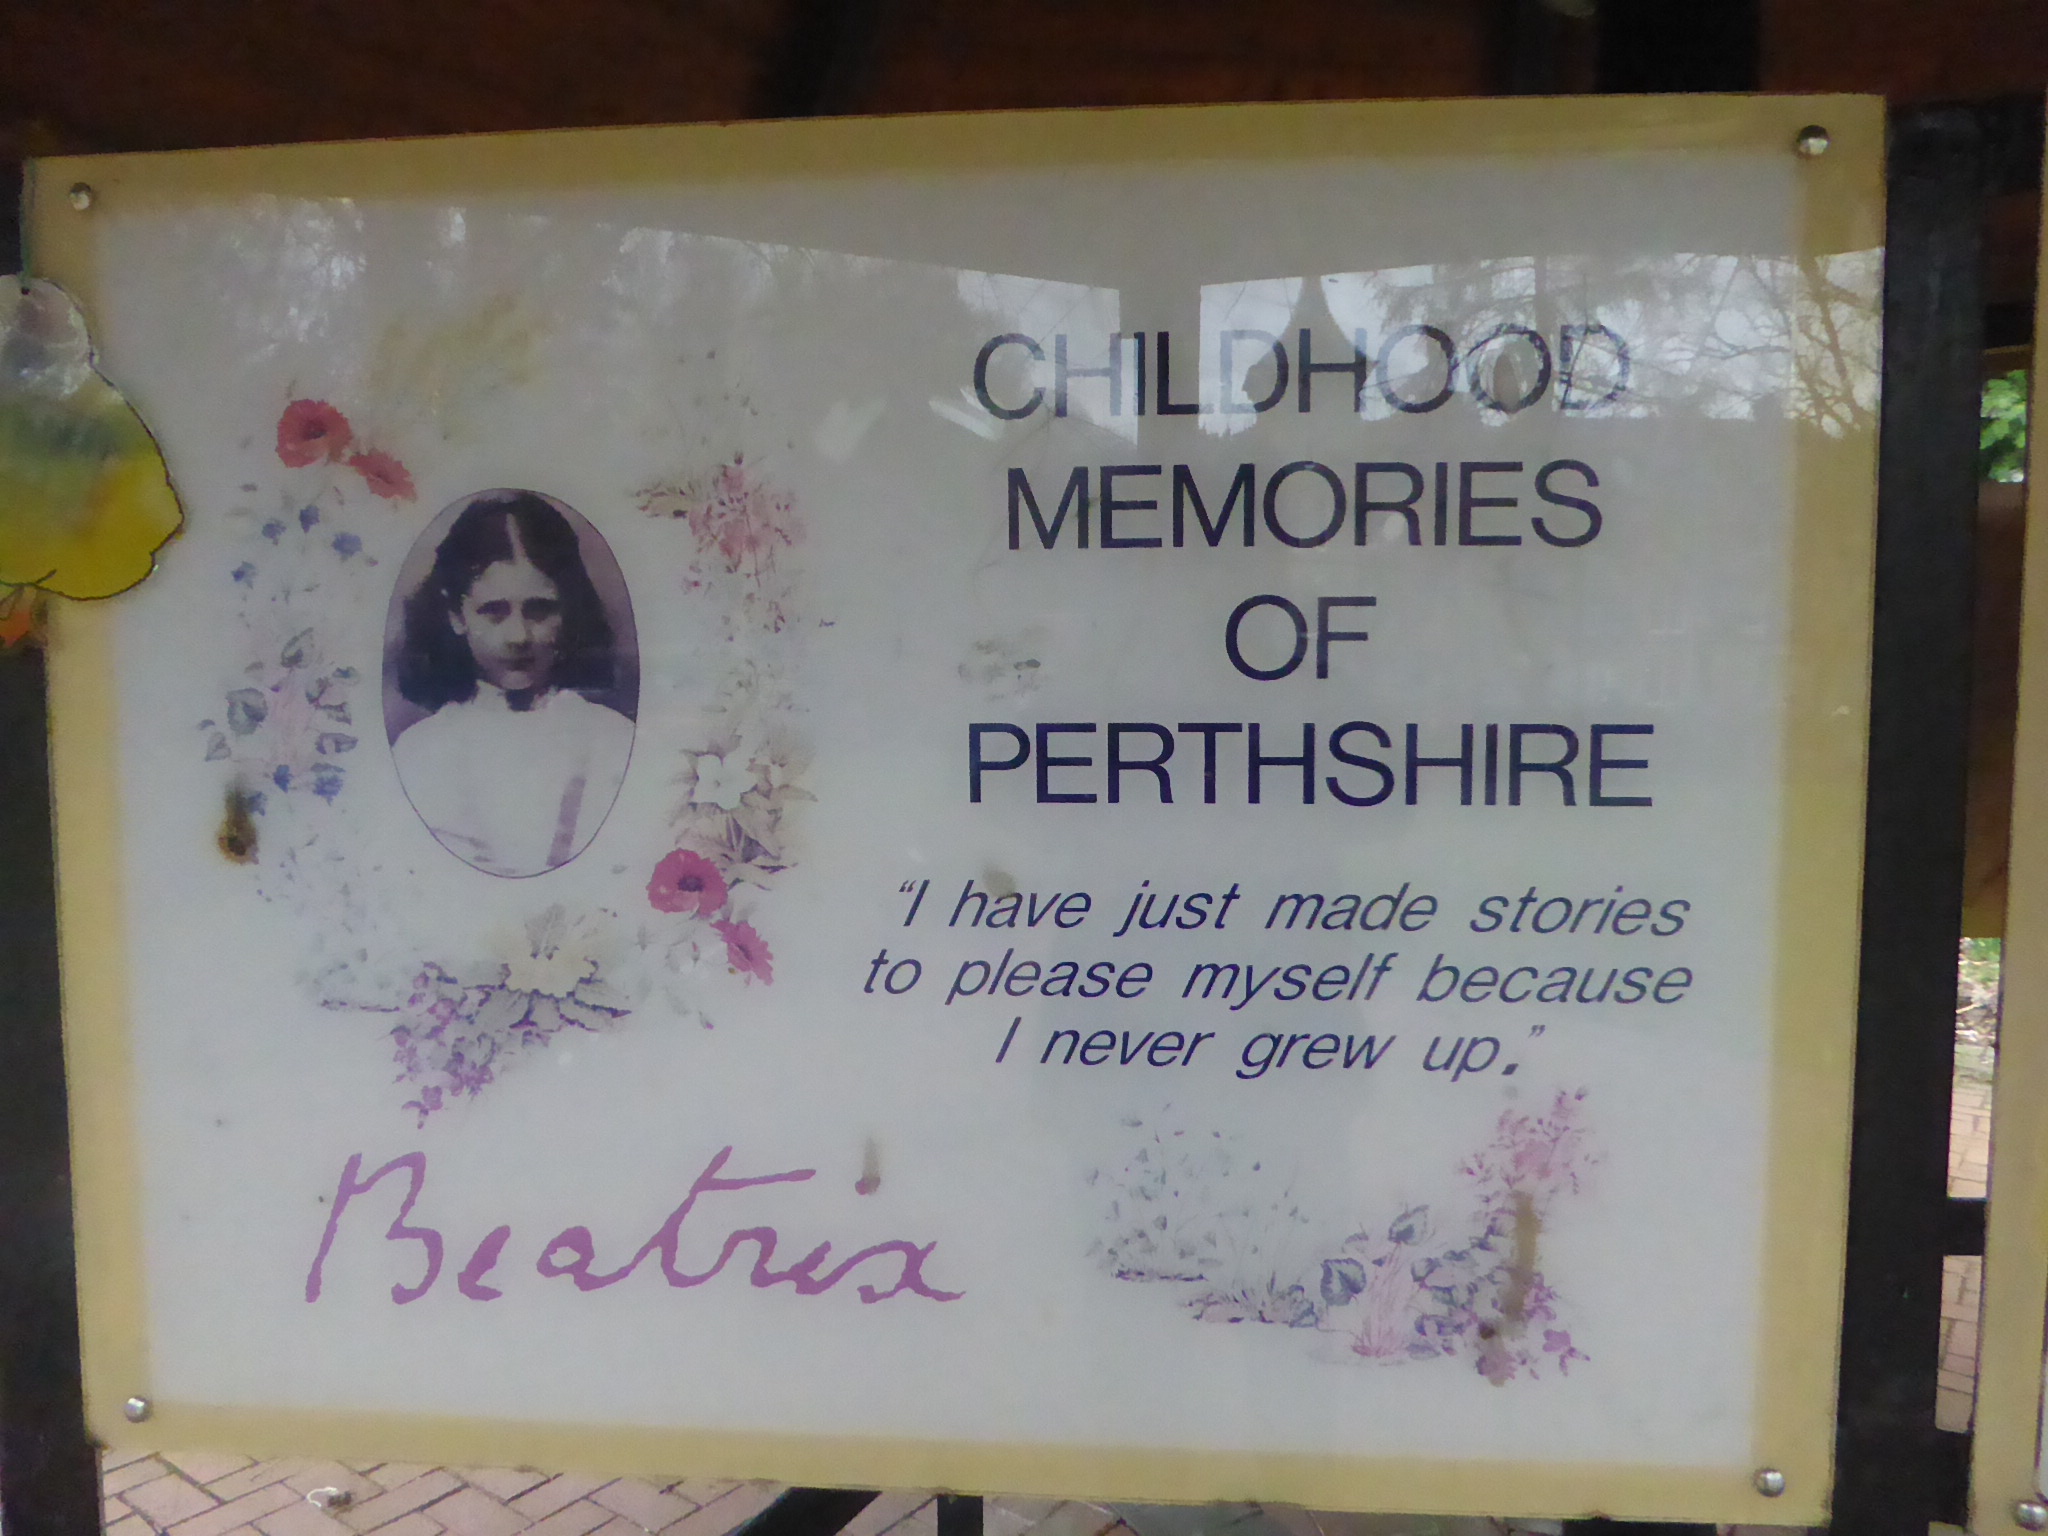 CHILDHOOD
MEMORIES
OF
PERTHSHIRE
"I have just made stories
to please myself because
I never grew up."
Beatrix